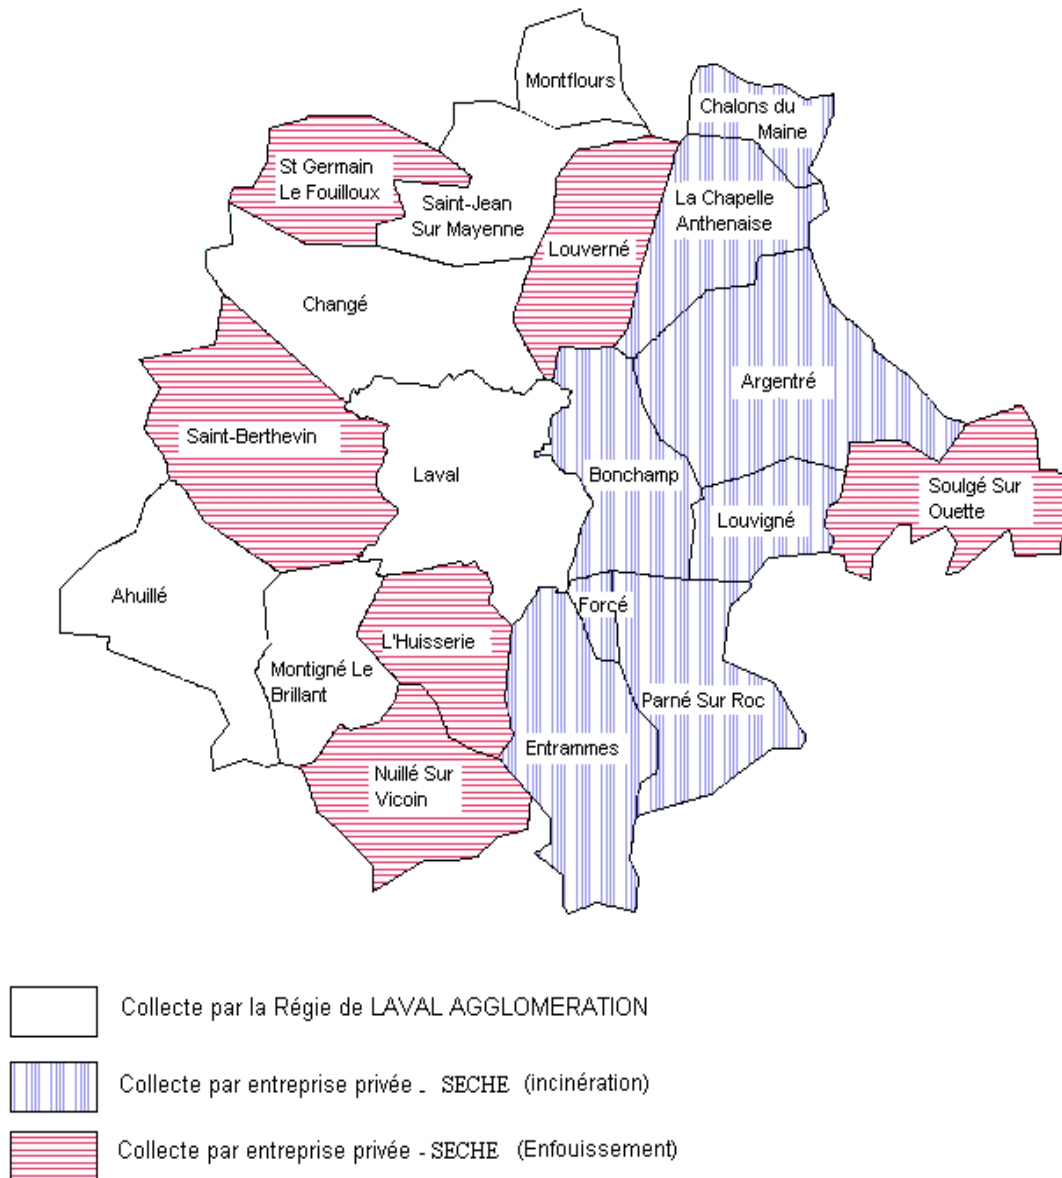 Montflours
Chalons du
Maine
St Germain
Le Fouilloux
Saint-Jean
Sur Mayenne
La Chapelle
Anthenaise
Louverné
Changé
Argentré
Saint-Berthevin
Laval
Bonchamp
Soulgé Sur
Ouette
Louvigné
Ahuillé
Forcé
L'Huisserie
Montigné Le
Brillant
Parné Sur Roc
Entrammes
Nuillé Sur
Vicoin
Collecte par la Régie de LAVAL AGGLOMERATION
Collecte par entreprise privée - SECHE (incinération)
Collecte par entreprise privée - SECHE (Enfouissement)